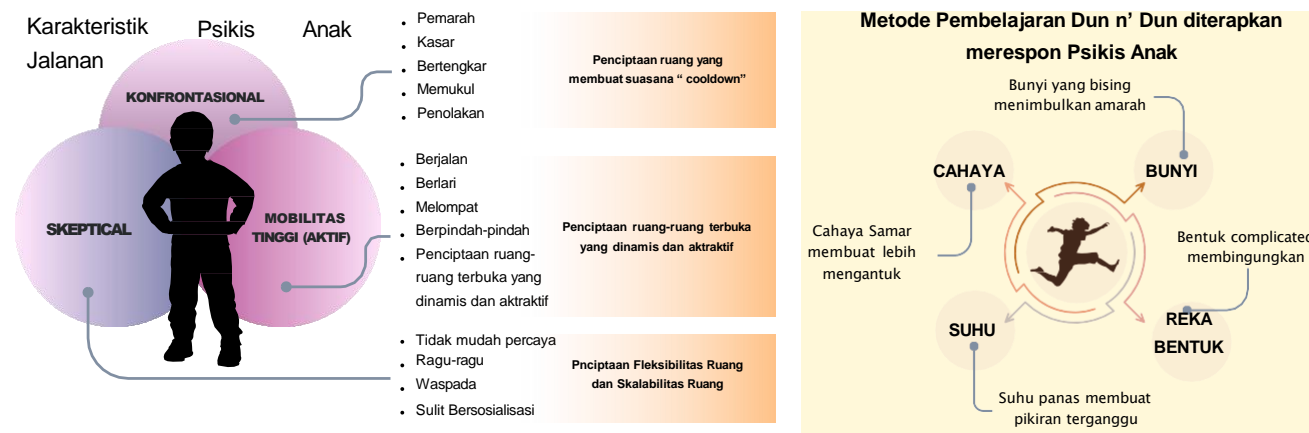 Karakteristik Psikis Anak
Jalanan
KONFRONTASIONAL
SKEPTICAL
MOBILITAS
TINGGI (AKTIF)
• Pemarah
• Kasar
• Bertengkar
• Memukul
• Penolakan
Penciptaan ruang yang
membuat suasana “ cooldown”
• Berjalan
• Berlari
• Melompat
• Berpindah-pindah
• Penciptaan ruang-
ruang terbuka yang
dinamis dan aktraktif
Penciptaan ruang-ruang terbuka
yang dinamis dan aktraktif
• Tidak mudah percaya
• Ragu-ragu
• Waspada
• Sulit Bersosialisasi
Pnciptaan Fleksibilitas Ruang
dan Skalabilitas Ruang
Metode Pembelajaran Dun n’ Dun diterapkan
merespon Psikis Anak
Bunyi yang bising
menimbulkan amarah
CAHAYA
BUNYI
Cahaya Samar
membuat lebih
mengantuk
Bentuk complicated
membingungkan
SUHU
REKA
BENTUK
Suhu panas membuat
pikiran terganggu